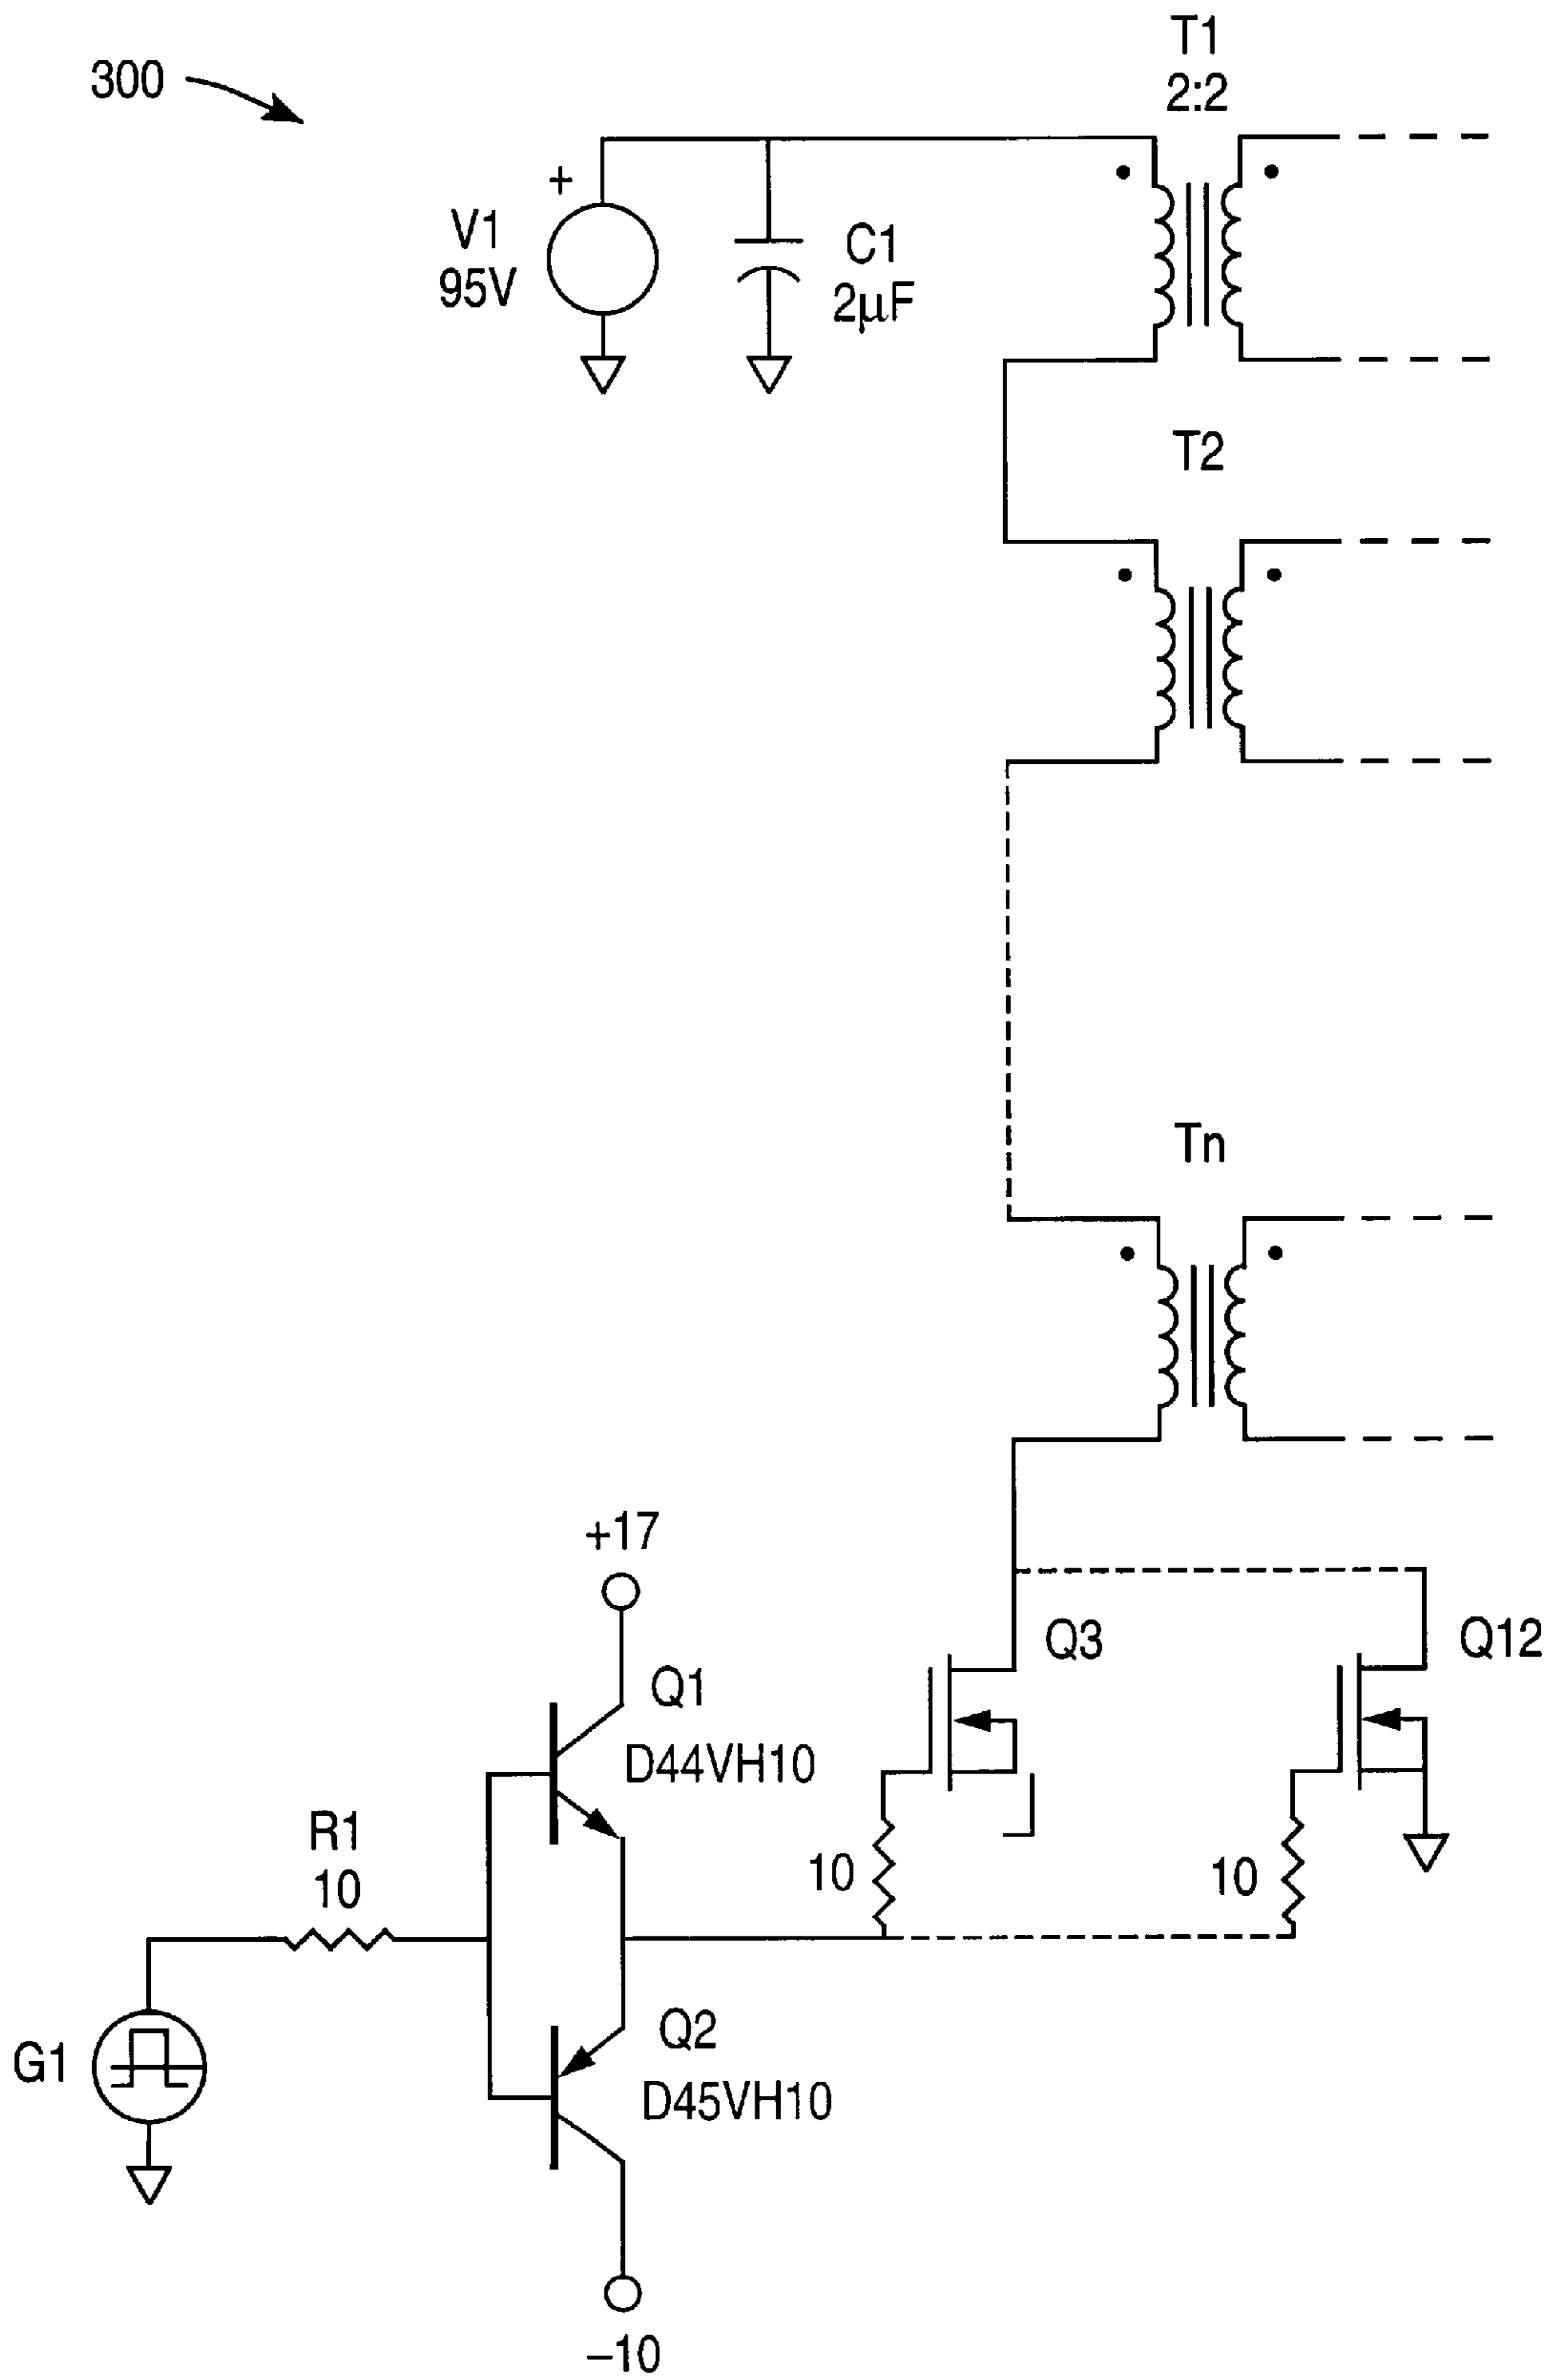 300
T1
2:2
+
V1
95V
C1
2μF
T2
Tn
+17
Q1
D44VH10
Q3
Q12
R1
10
10
10
G1
Q2
D45VH10
–10